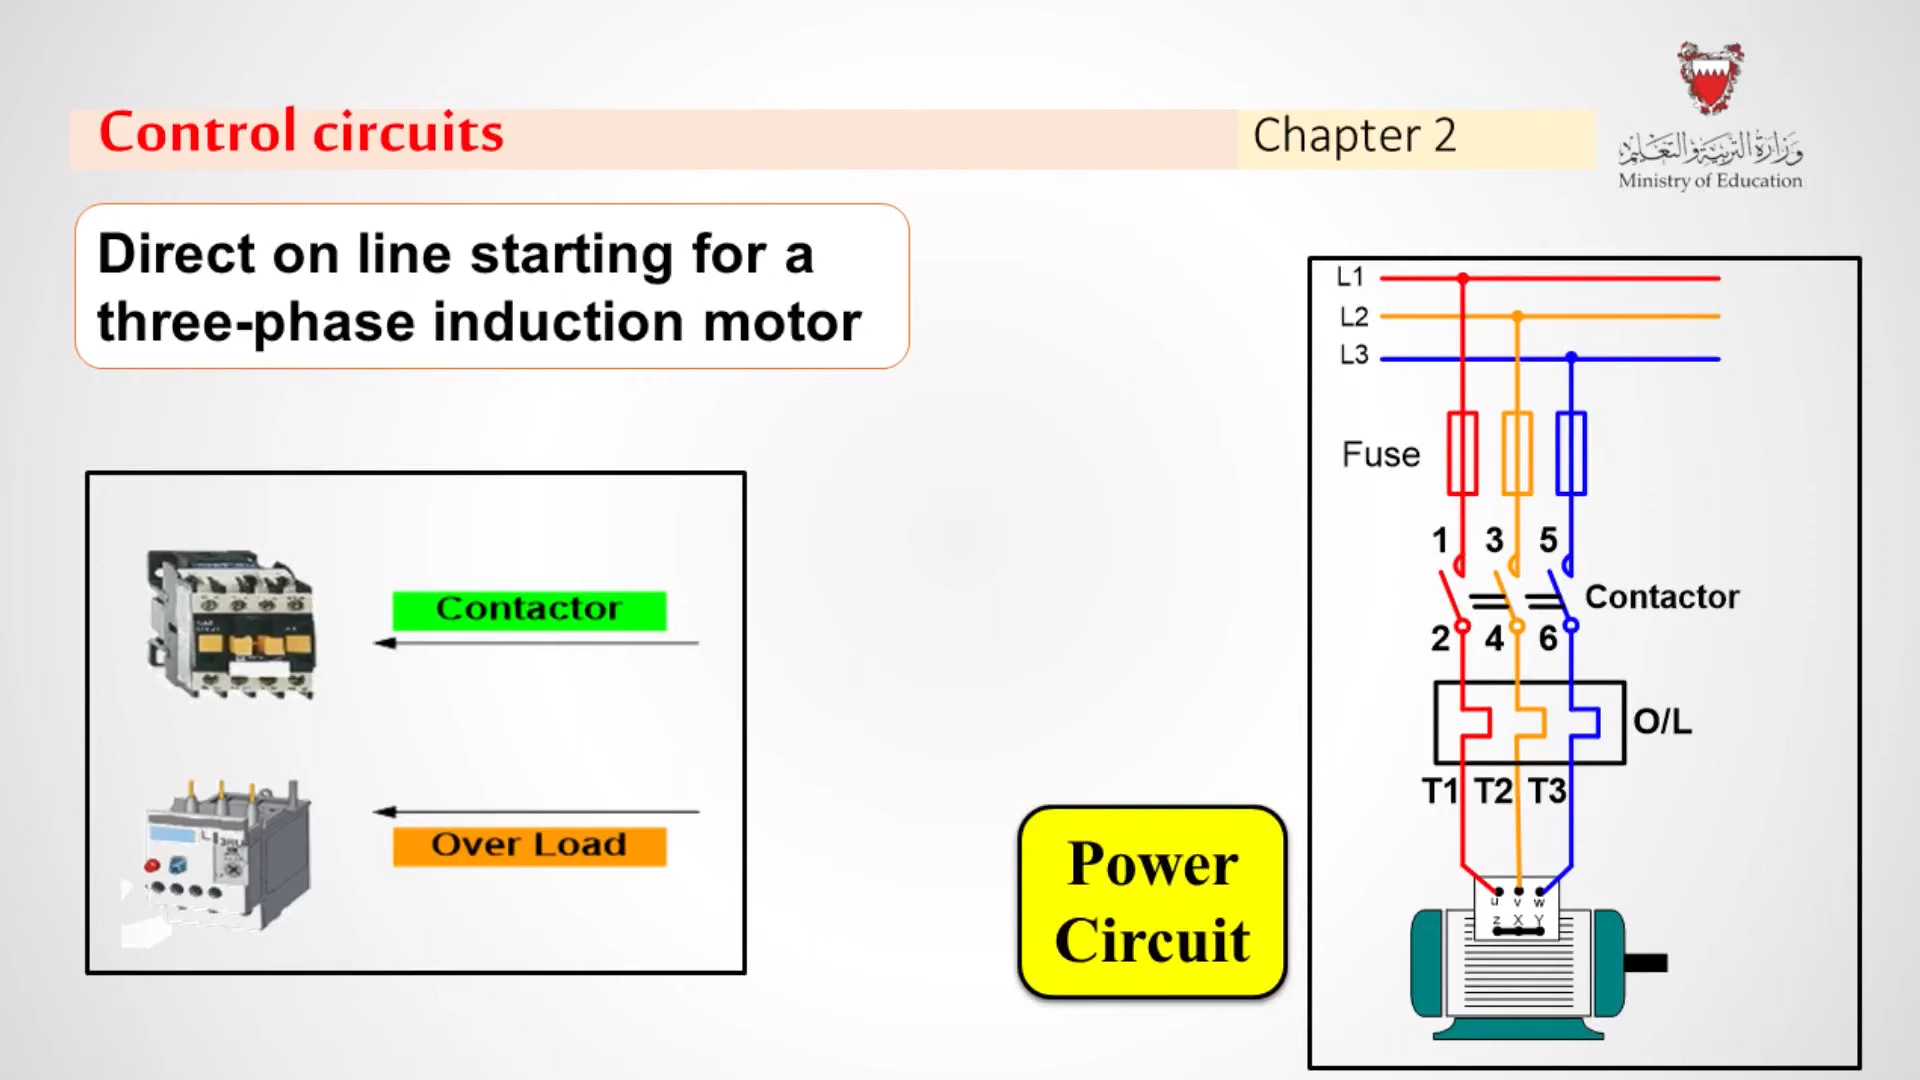 Control circuits
Chapter 2
وزارة التربية والتعليم
Ministry of Education
Direct on line starting for a
three-phase induction motor
Contactor
Over Load
Power
Circuit
L1
L2
L3
Fuse
1 3 5
Contactor
2 4 6
O/L
T1 T2 T3
u v w
z X Y